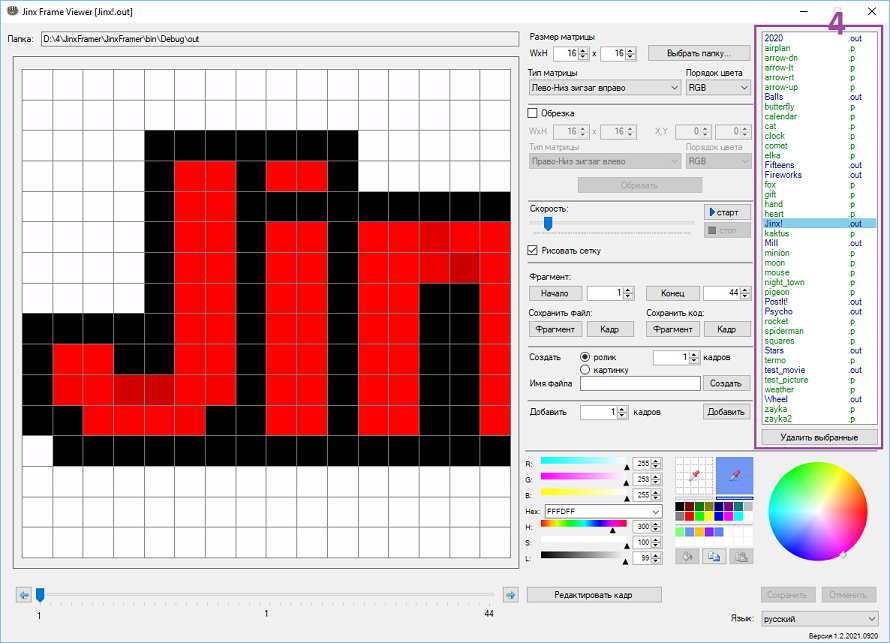 Jinx Frame Viewer [Jinx!.out]
4
Папка: D:\4\JinxFramer\JinxFramer\bin\Debug\out
Размер матрицы
WxH 16 x 16 Выбрать папку...
Тип матрицы Порядок цвета
Лево-Низ зигзаг вправо RGB
Обрезка
WxH 16 x 16 X,Y 0 0
Тип матрицы Порядок цвета
Право-Низ зигзаг влево RGB
Обрезать
Скорость: старт
стоп
Рисовать сетку
Фрагмент:
Начало 1 Конец 44
Сохранить файл: Сохранить код:
Фрагмент Кадр Фрагмент Кадр
Создать ролик 1 кадров
картинку
Имя файла Создать
Добавить 1 кадров Добавить
2020 .out
airplan .p
arrow-dn .p
arrow-lt .p
arrow-rt .p
arrow-up .p
Balls .out
butterfly .p
calendar .p
cat .p
clock .p
comet .p
elka .p
Fifteens .out
Fireworks .out
fox .p
gift .p
hand .p
heart .p
Jinx! .out
kaktus .p
Mill .out
minion .p
moon .p
mouse .p
night_town .p
pigeon .p
PostIt! .out
Psycho .out
rocket .p
spiderman .p
squares .p
Stars .out
termo .p
test_movie .out
test_picture .p
weather .p
Wheel .out
zayka .p
zayka2 .p
Удалить выбранные
R: 255
G: 253
B: 255
Hex: FFFDFF
H: 300
S: 100
L: 99
1 1 44
Редактировать кадр
Сохранить Отменить
Язык: русский
Версия 1.2.2021.0920